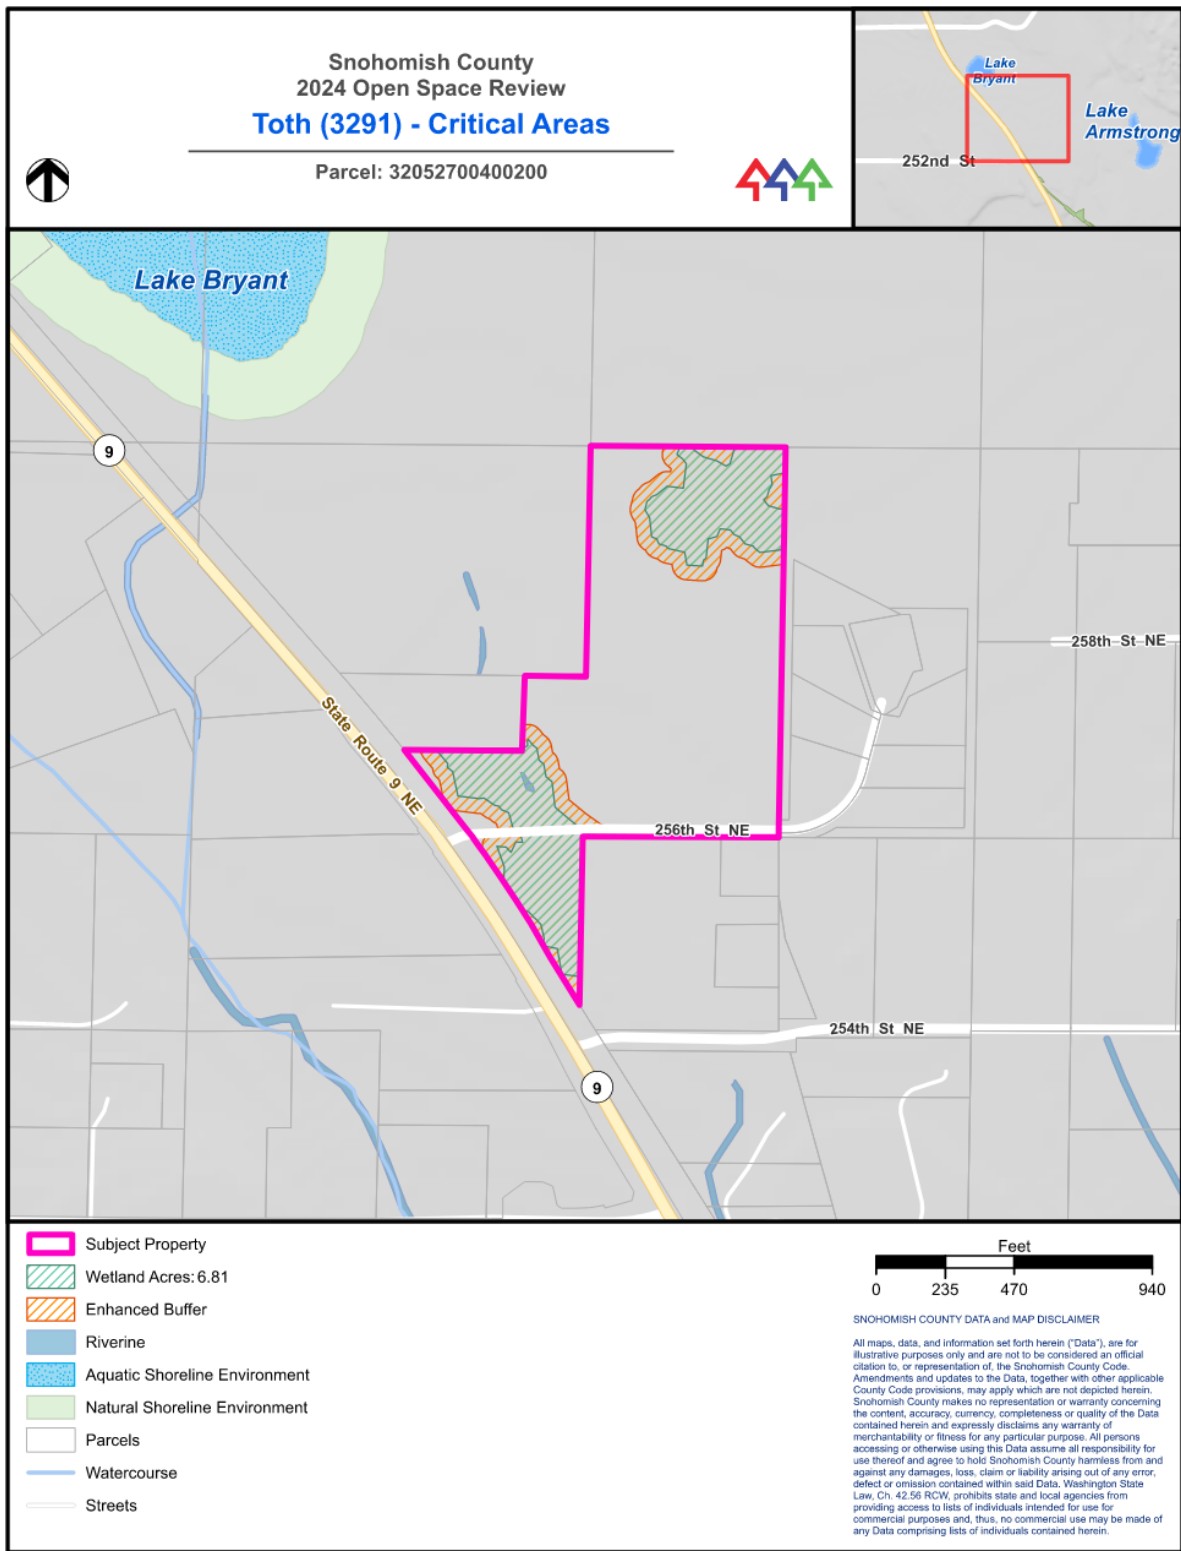 Snohomish County
2024 Open Space Review
Toth (3291) - Critical Areas
Parcel: 32052700400200
Lake
Bryant
Lake
Armstrong
252nd St
Lake Bryant
9
State Route 9 NE
258th St NE
256th St NE
254th St NE
9
Subject Property
Wetland Acres: 6.81
Enhanced Buffer
Riverine
Aquatic Shoreline Environment
Natural Shoreline Environment
Parcels
Watercourse
Streets
Feet
0 235 470 940
SNOHOMISH COUNTY DATA and MAP DISCLAIMER
All maps, data, and information set forth herein ("Data"), are for
illustrative purposes only and are not to be considered an official
citation to, or representation of, the Snohomish County Code.
Amendments and updates to the Data, together with other applicable
County Code provisions, may apply which are not depicted herein.
Snohomish County makes no representation or warranty concerning
the content, accuracy, currency, completeness or quality of the Data
contained herein and expressly disclaims any warranty of
merchantability or fitness for any particular purpose. All persons
accessing or otherwise using this Data assume all responsibility for
use thereof and agree to hold Snohomish County harmless from and
against any damages, loss, claim or liability arising out of any error,
defect or omission contained within said Data. Washington State
Law, Ch. 42.56 RCW, prohibits state and local agencies from
providing access to lists of individuals intended for use for
commercial purposes and, thus, no commercial use may be made of
any Data comprising lists of individuals contained herein.